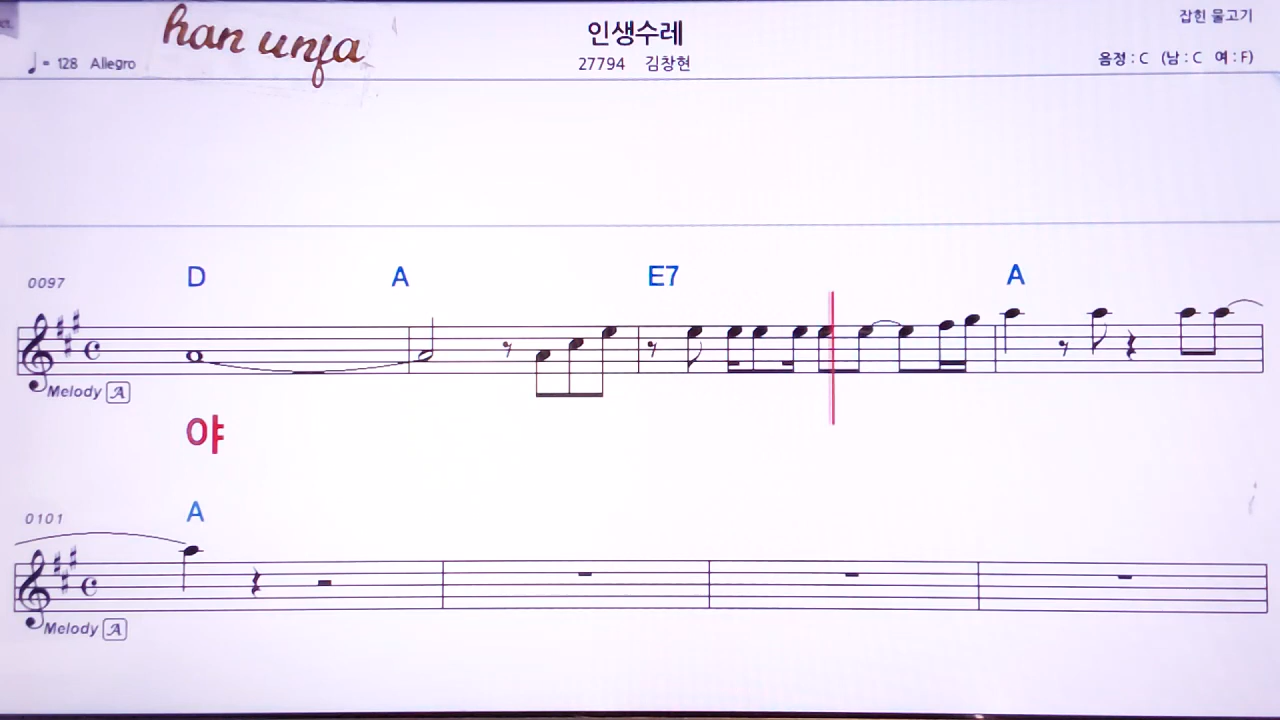 han unja
인생수레
잡힌 물고기
♩= 128 Allegro
27794 김창현
음정 : C (남 : C 여 : F)
0097
D A E7 A
Melody A
야
0101
A
Melody A